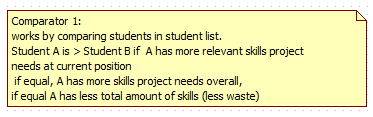 Comparator 1:
works by comparing students in student list.
Student A is > Student B if  A has more relevant skills project
needs at current position
 if equal, A has more skills project needs overall,
if equal A has less total amount of skills (less waste)